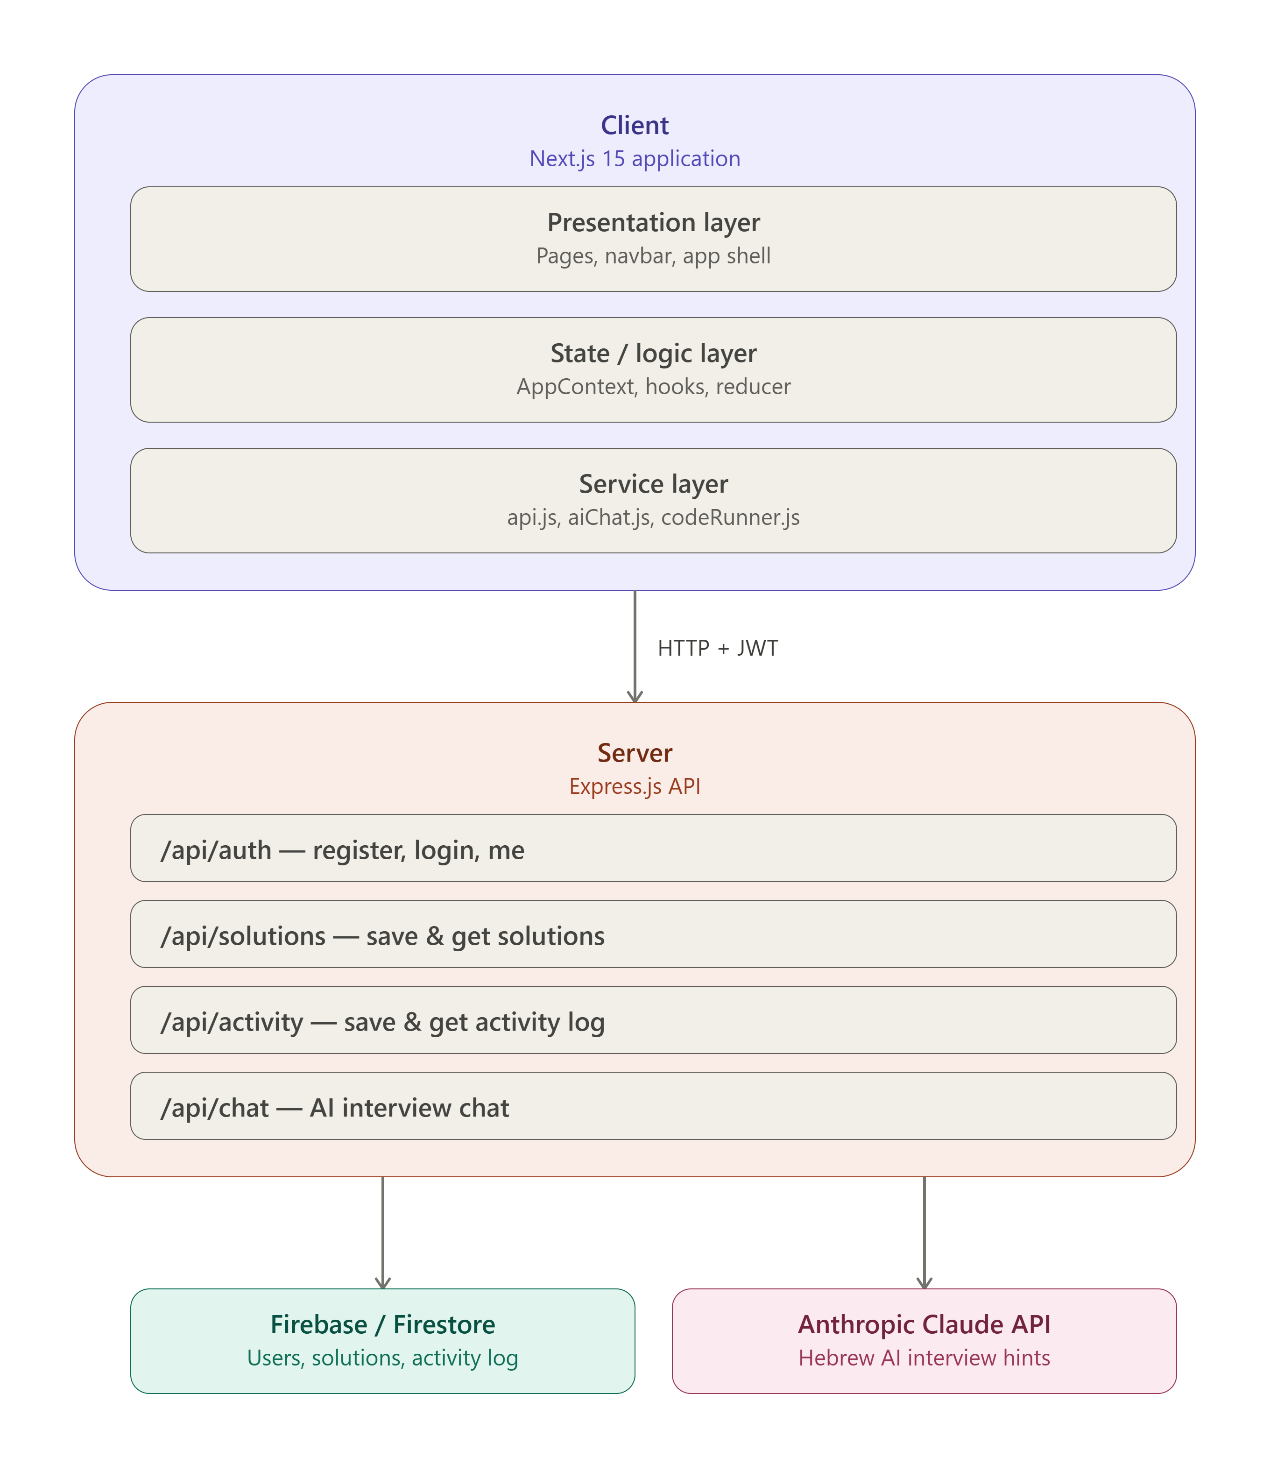 Client
Next.js 15 application
Presentation layer
Pages, navbar, app shell
State / logic layer
AppContext, hooks, reducer
Service layer
api.js, aiChat.js, codeRunner.js
HTTP + JWT
Server
Express.js API
/api/auth — register, login, me
/api/solutions — save & get solutions
/api/activity — save & get activity log
/api/chat — AI interview chat
Firebase / Firestore
Users, solutions, activity log
Anthropic Claude API
Hebrew AI interview hints